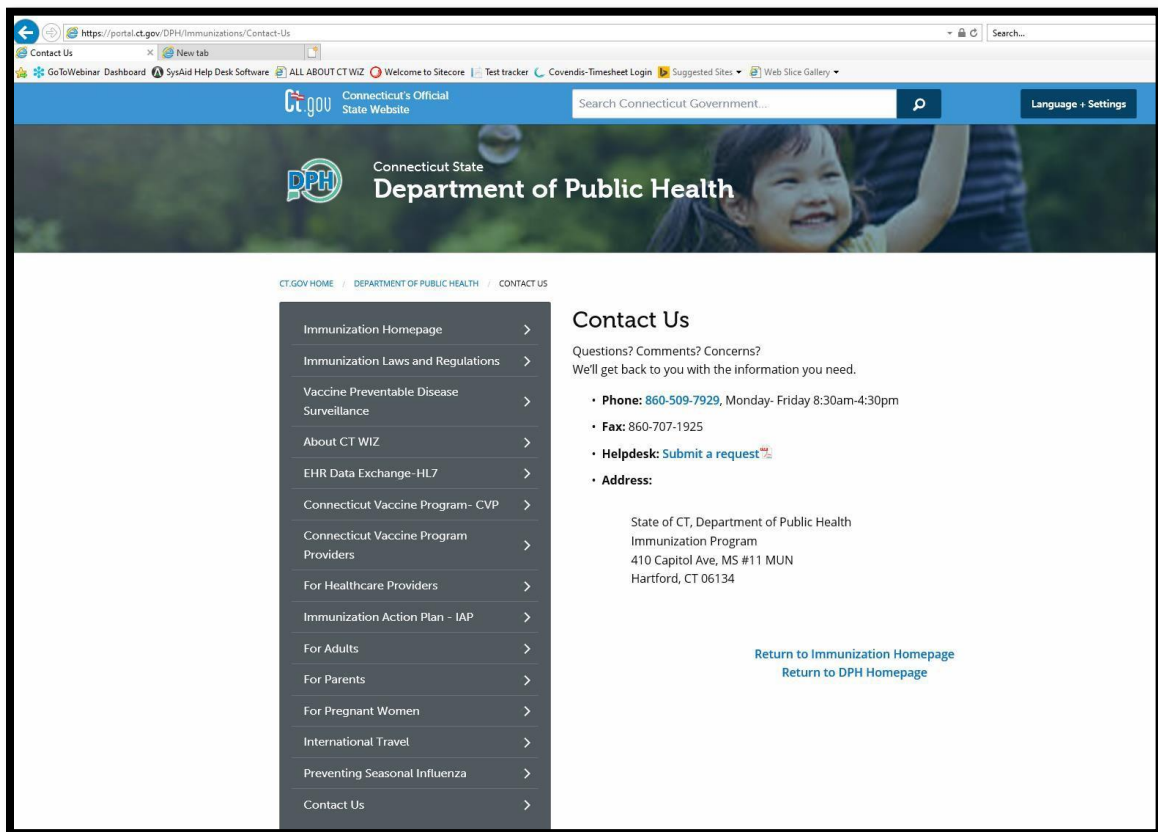 https://portal.ct.gov/DPH/Immunizations/Contact-Us
Search...
Contact Us
New tab
GoToWebinar Dashboard SysAid Help Desk Software ALL ABOUT CT WiZ Welcome to Sitecore Test tracker Covendis-Timesheet Login Suggested Sites Web Slice Gallery
Ct.gov
Connecticut's Official
State Website
Search Connecticut Government...
Language + Settings
DPH
Connecticut State
Department of Public Health
CT.GOV HOME / DEPARTMENT OF PUBLIC HEALTH / CONTACT US
Immunization Homepage
Immunization Laws and Regulations
Vaccine Preventable Disease
Surveillance
About CT WIZ
EHR Data Exchange-HL7
Connecticut Vaccine Program- CVP
Connecticut Vaccine Program
Providers
For Healthcare Providers
Immunization Action Plan - IAP
For Adults
For Parents
For Pregnant Women
International Travel
Preventing Seasonal Influenza
Contact Us
Contact Us
Questions? Comments? Concerns?
We'll get back to you with the information you need.
• Phone: 860-509-7929, Monday- Friday 8:30am-4:30pm
• Fax: 860-707-1925
• Helpdesk: Submit a request
• Address:
State of CT, Department of Public Health
Immunization Program
410 Capitol Ave, MS #11 MUN
Hartford, CT 06134
Return to Immunization Homepage
Return to DPH Homepage